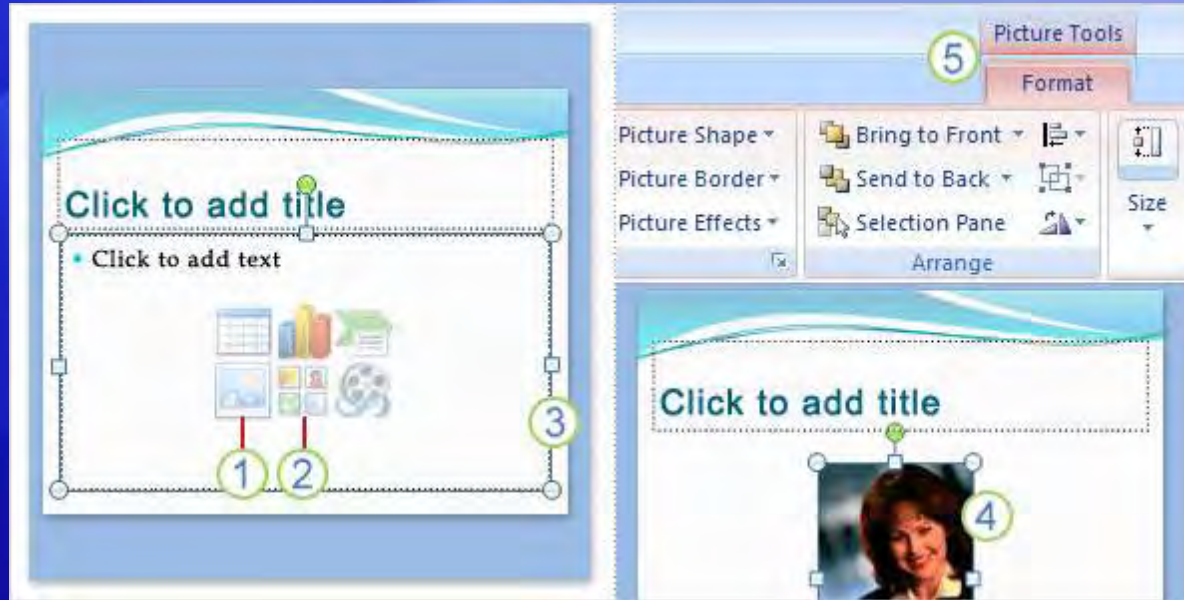 Click to add title
Click to add text
1
2
3
Picture Tools
5
Format
Picture Shape
Bring to Front
Picture Border
Send to Back
Size
Picture Effects
Selection Pane
Arrange
Click to add title
4